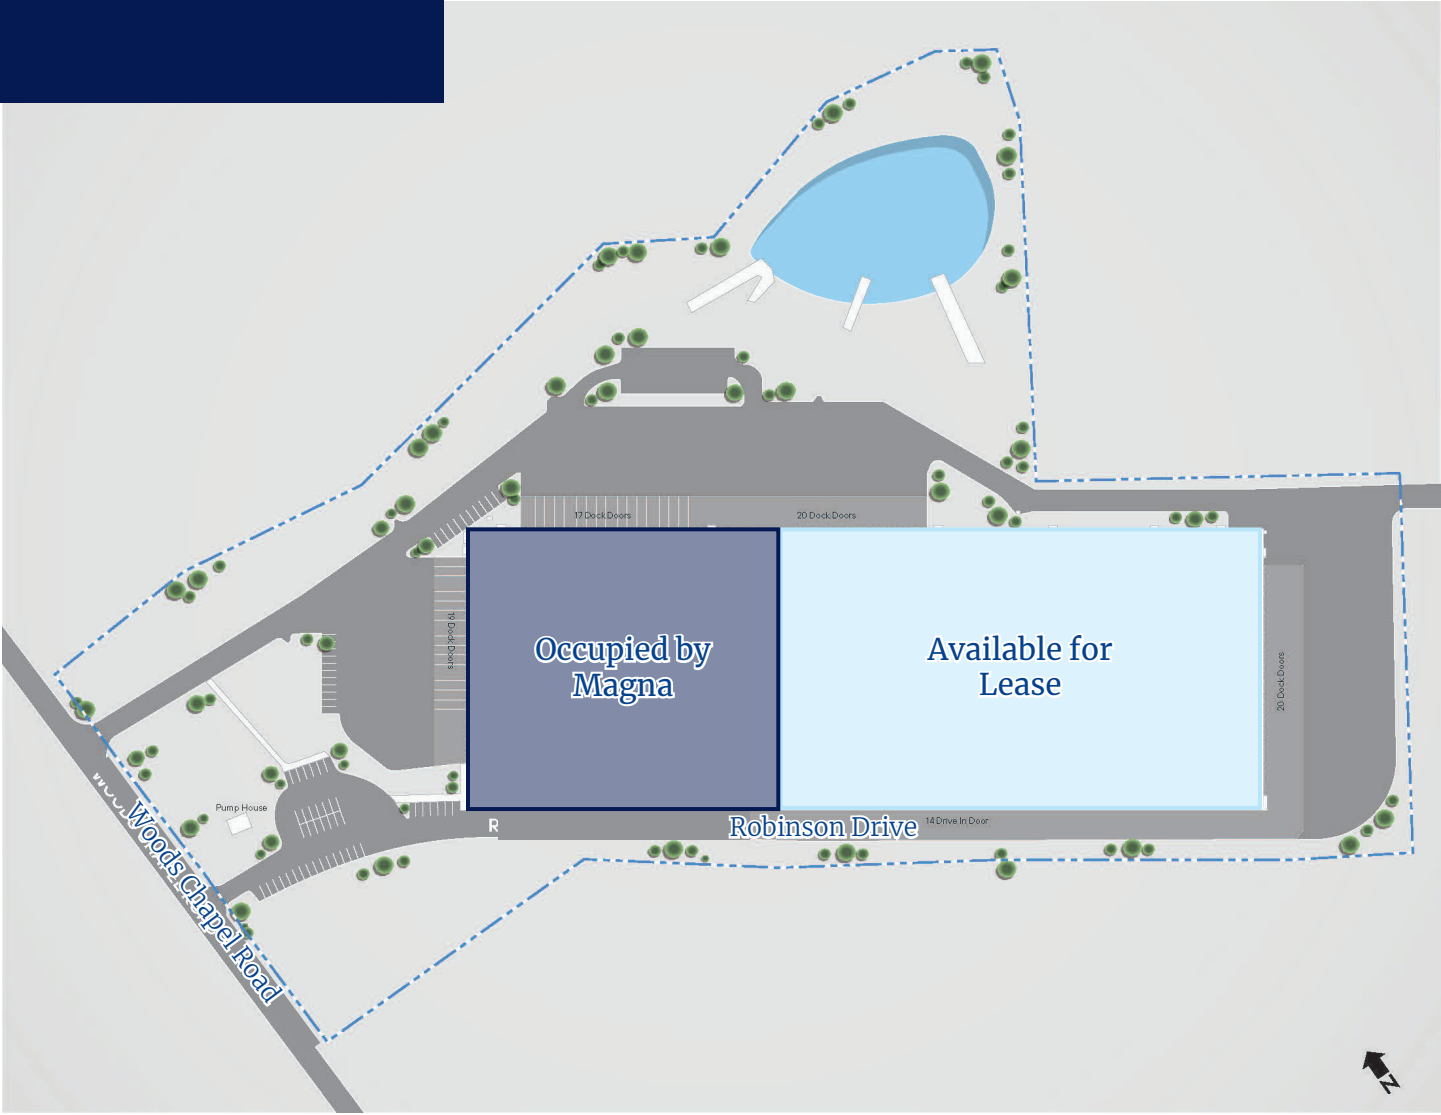 17 Dock Doors
20 Dock Doors
19 Dock Doors
Occupied by
Magna
Available for
Lease
20 Dock Doors
Pump House
R
Robinson Drive
14 Drive In Door
Woods Chapel Road
N